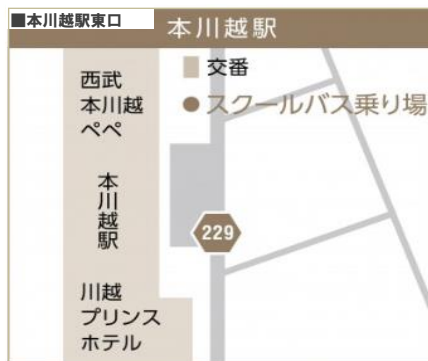 ■本川越駅東口
本川越駅
交番
スクールバス乗り場
西武
本川越
ペペ
本川越駅
229
川越
プリンス
ホテル